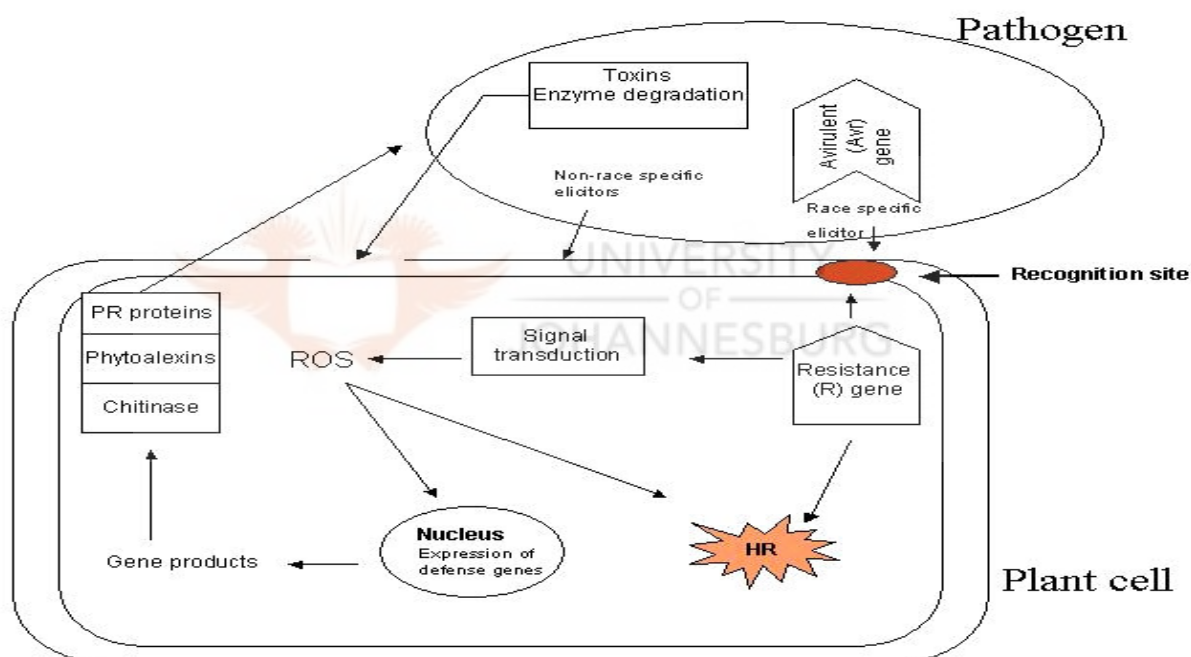 Pathogen
Toxins
Enzyme degradation
Avirulent
(Avr)
gene
Non-race specific
elicitors
Race specific
elicitor
UNIVERSITY
OF
JOHANNESBURG
Recognition site
PR proteins
Phytoalexins
Chitinase
ROS
Signal
transduction
Resistance
(R) gene
Nucleus
Expression of
defense genes
Gene products
HR
Plant cell